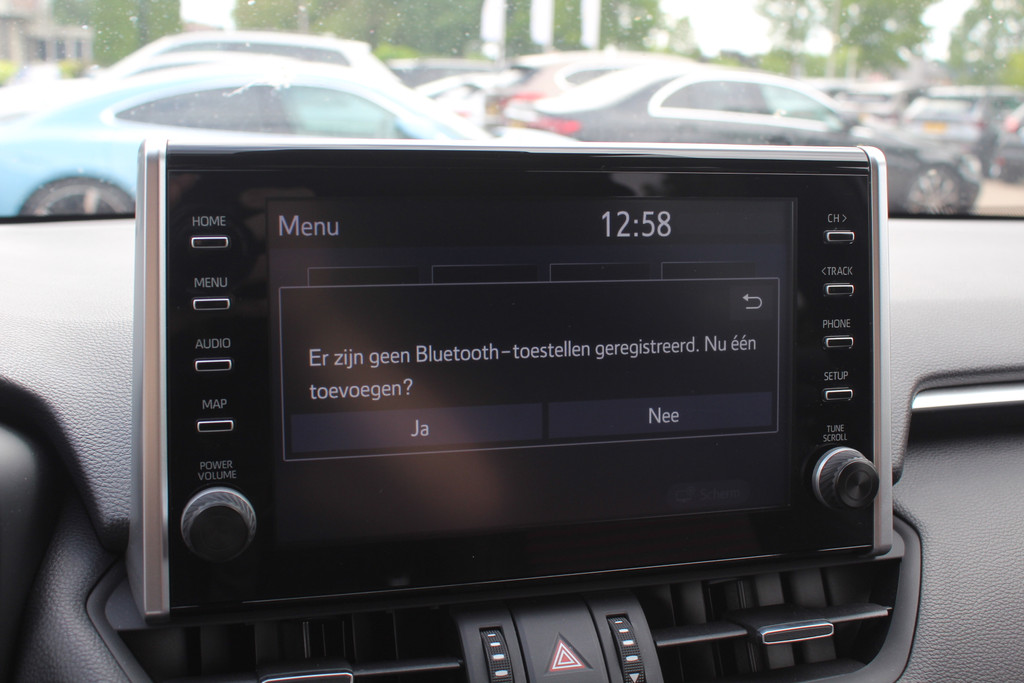 HOME
MENU
AUDIO
MAP
POWER
VOLUME
Menu
12:58
Er zijn geen Bluetooth-toestellen geregistreerd. Nu één
toevoegen?
Ja
Nee
CH >
<TRACK
PHONE
SETUP
TUNE
SCROLL